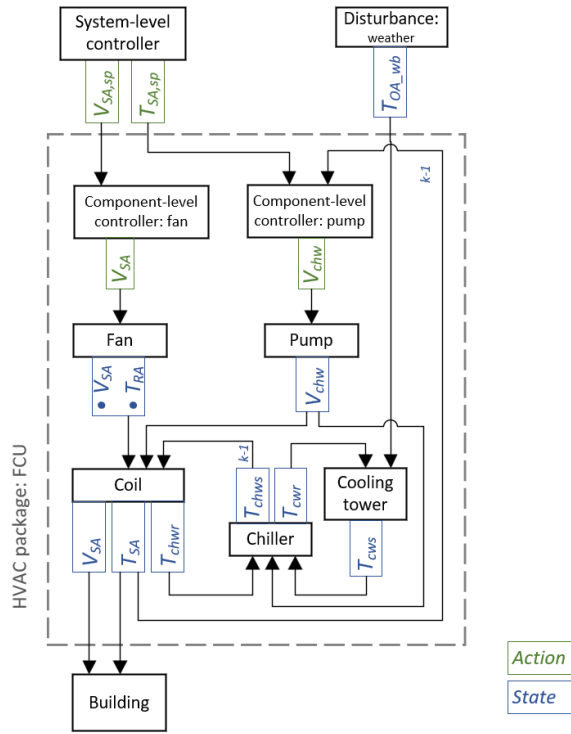 System-level
controller
Disturbance:
weather
V_SA,sp
T_SA,sp
T_OA_wb
k-1
Component-level
controller: fan
Component-level
controller: pump
V_SA
V_chw
Fan
Pump
V_SA
T_RA
V_chw
HVAC package: FCU
Coil
k-1
T_chws
T_cwr
Cooling
tower
Chiller
V_SA
T_SA
T_chwr
T_cws
Building
Action
State